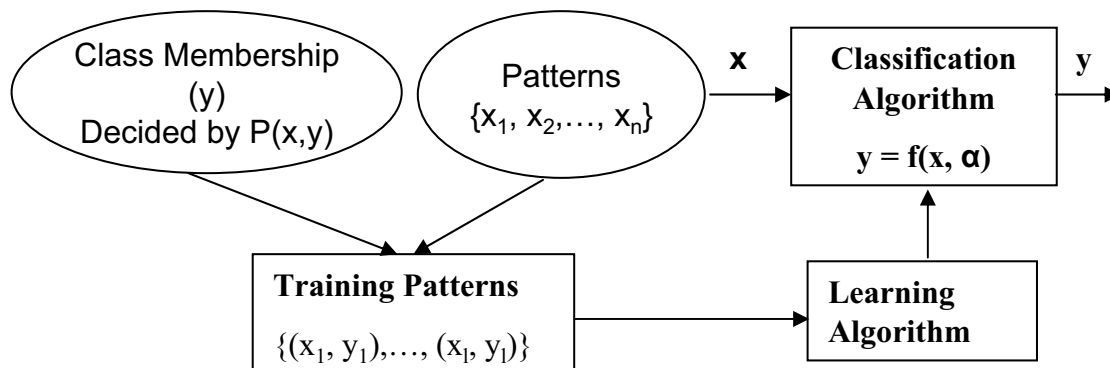 Class Membership
(y)
Decided by P(x,y)
Patterns
{x₁, x₂,…, xₙ}
x
Classification
Algorithm
y = f(x, α)
y
Training Patterns
{(x₁, y₁),…, (xₗ, yₗ)}
Learning
Algorithm